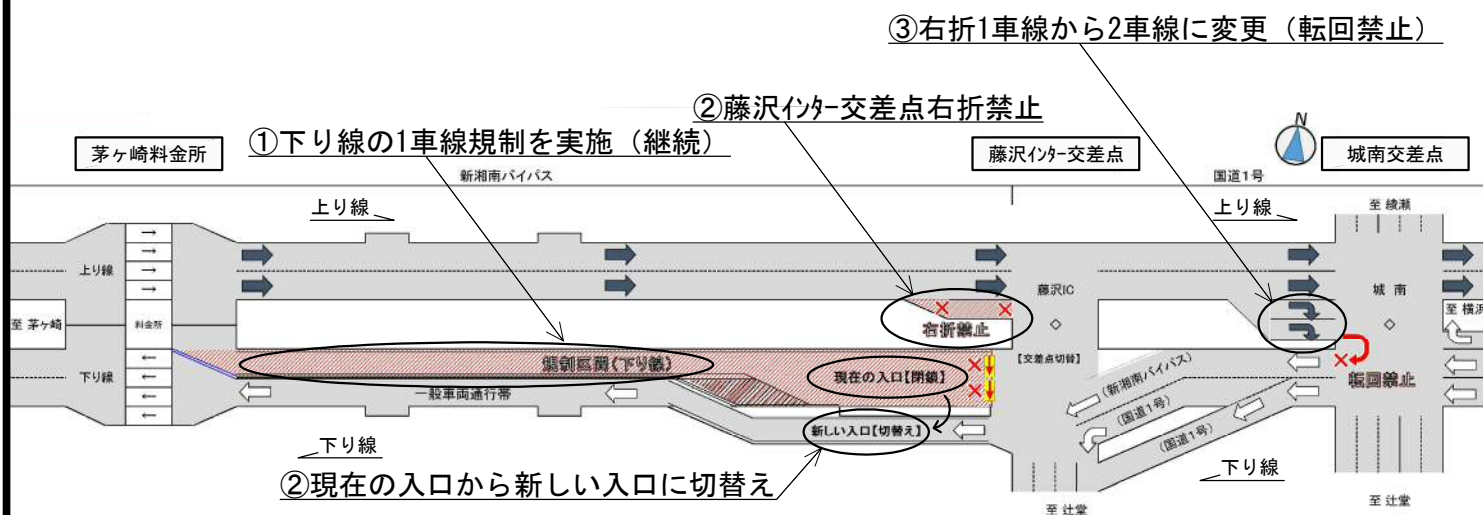 ③右折1車線から2車線に変更（転回禁止）
②藤沢ｲﾝﾀｰ交差点右折禁止
①下り線の1車線規制を実施（継続）
N
茅ヶ崎料金所
藤沢ｲﾝﾀｰ交差点
城南交差点
新湘南バイパス
国道1号
上り線
上り線
至 綾瀬
上り線
藤沢IC
城 南
至 茅ヶ崎
料金所
右折禁止
至 横浜
【交差点切替】
規制区間(下り線)
現在の入口【閉鎖】
転回禁止
下り線
一般車両通行帯
(新湘南バイパス)
(国道1号)
(国道1号)
新しい入口【切替え】
下り線
下り線
②現在の入口から新しい入口に切替え
至 辻堂
至 辻堂